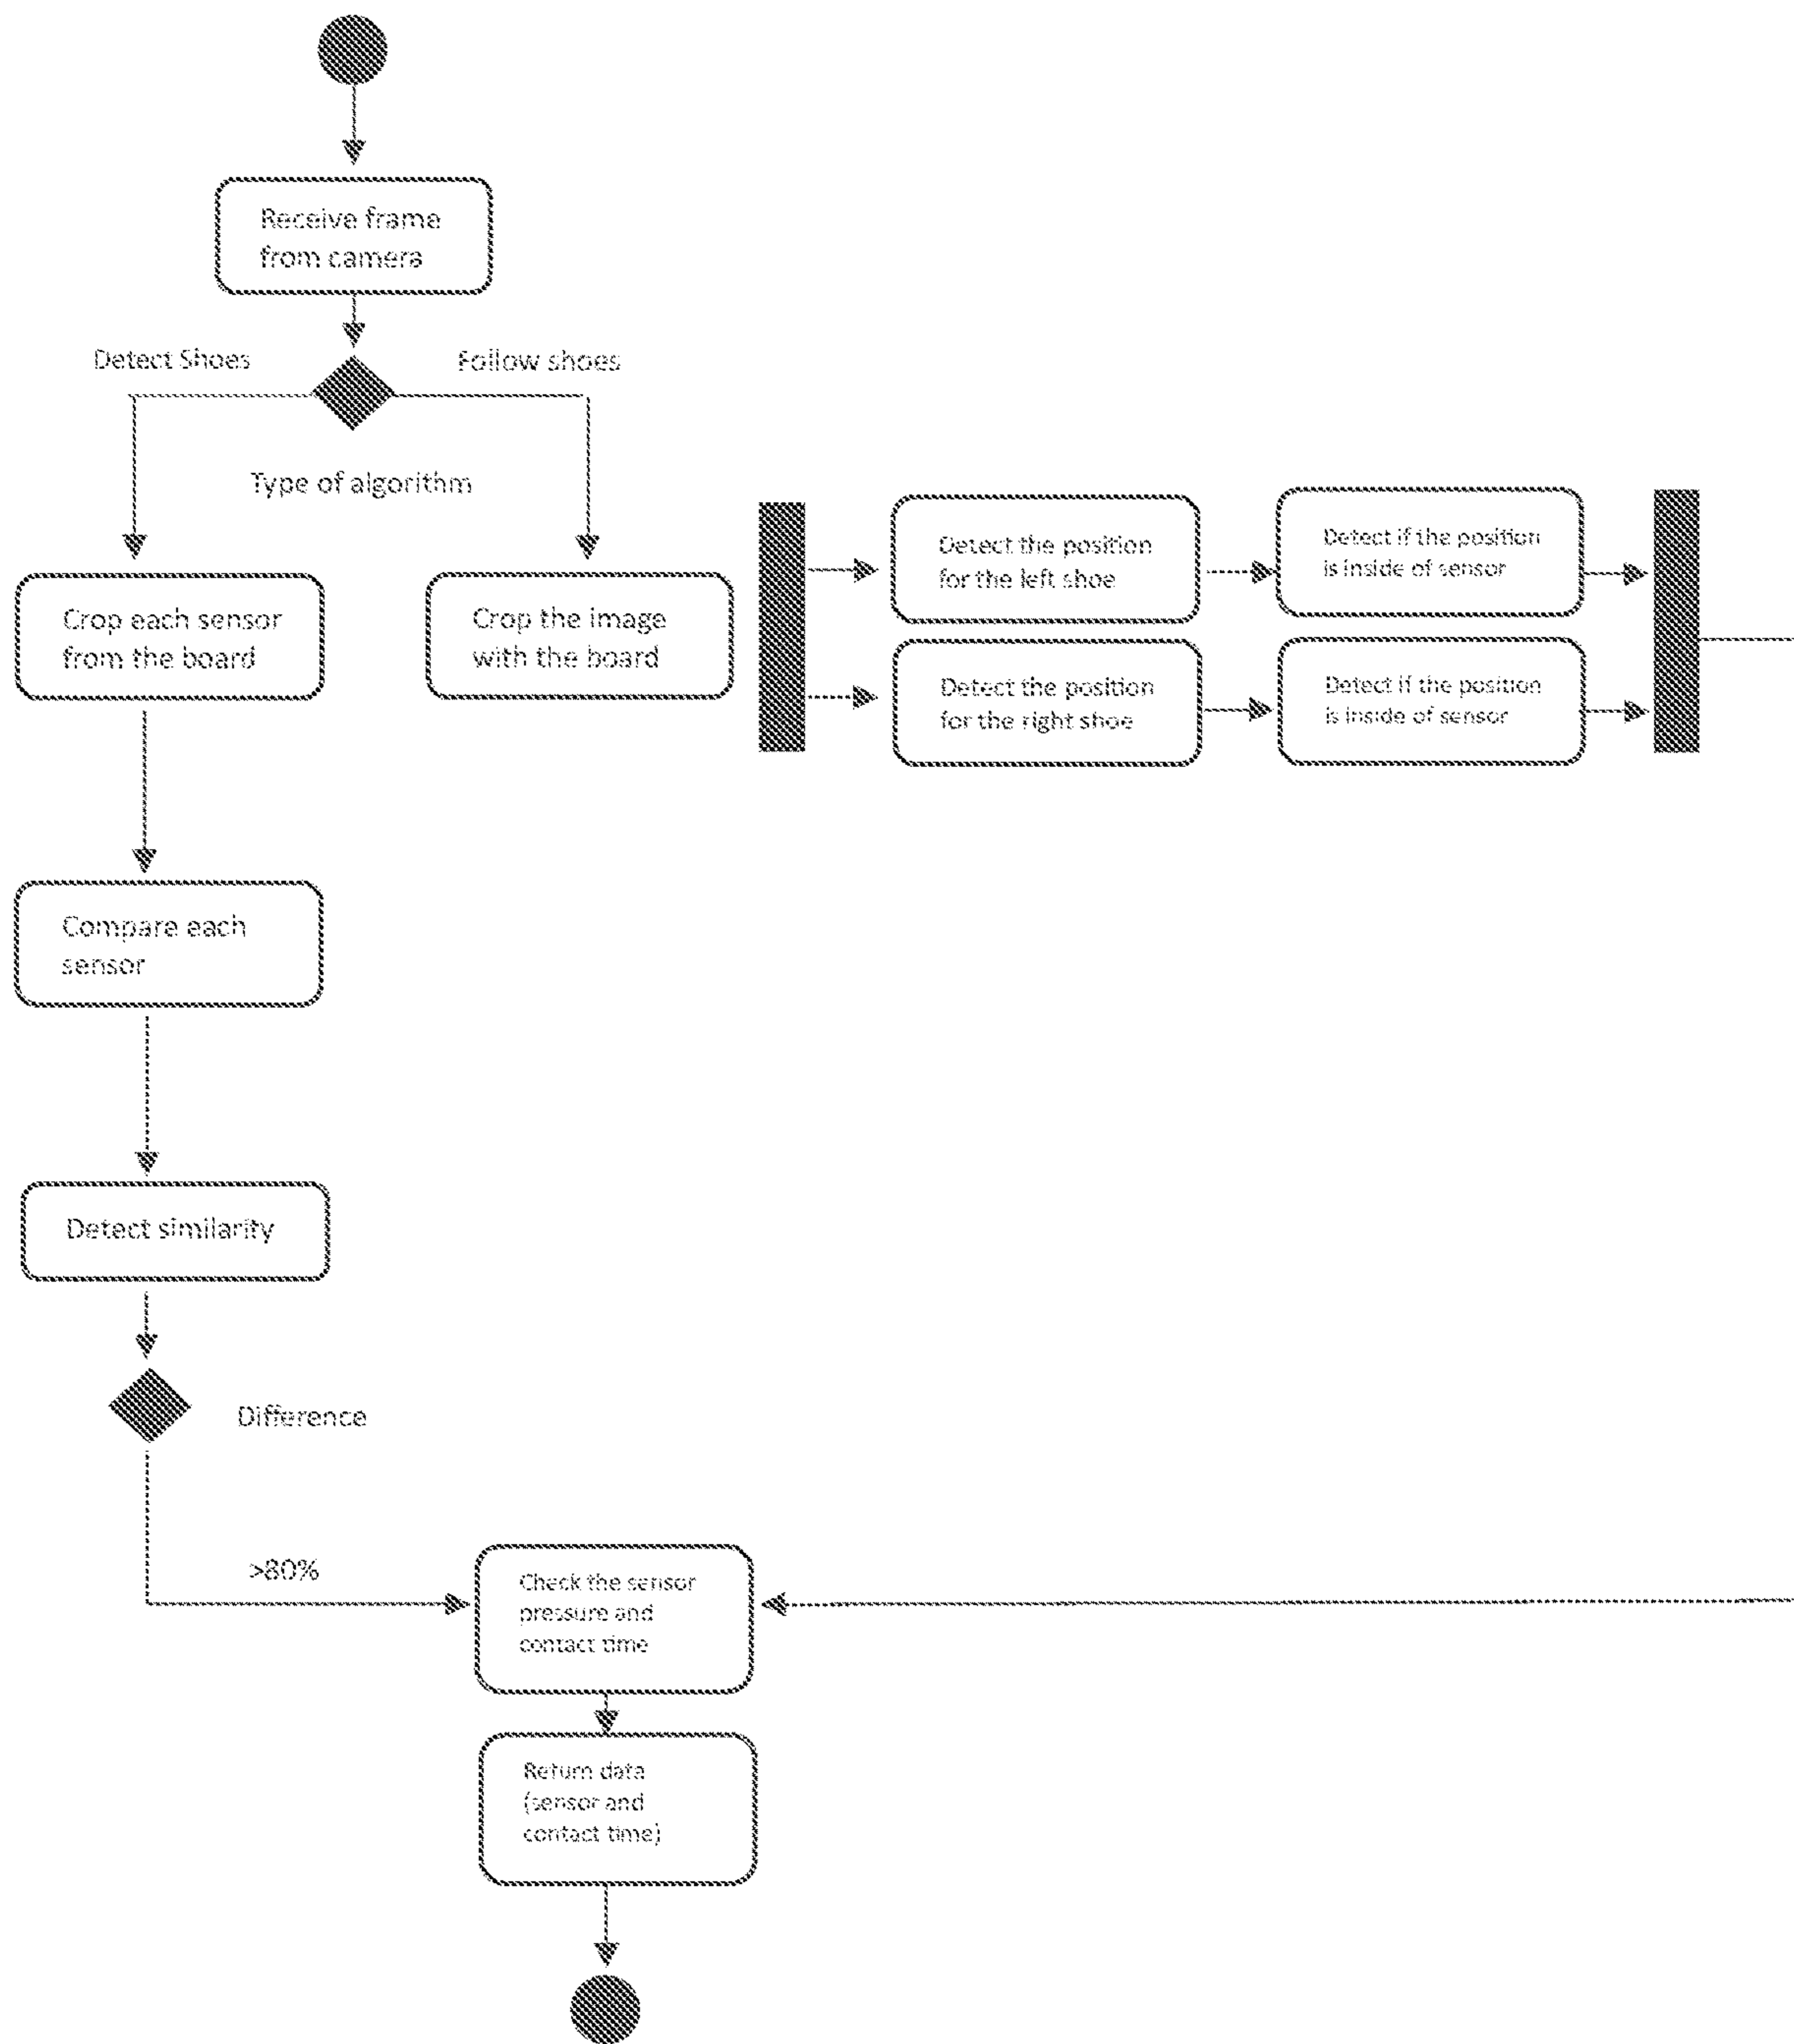 Receive frame
from camera
Detect Shoes
Follow shoes
Type of algorithm
Crop each sensor
from the board
Crop the image
with the board
Detect the position
for the left shoe
Detect if the position
is inside of sensor
Detect the position
for the right shoe
Detect if the position
is inside of sensor
Compare each
sensor
Detect similarity
Difference
>80%
Check the sensor
pressure and
contact time
Return data
(sensor and
contact time)